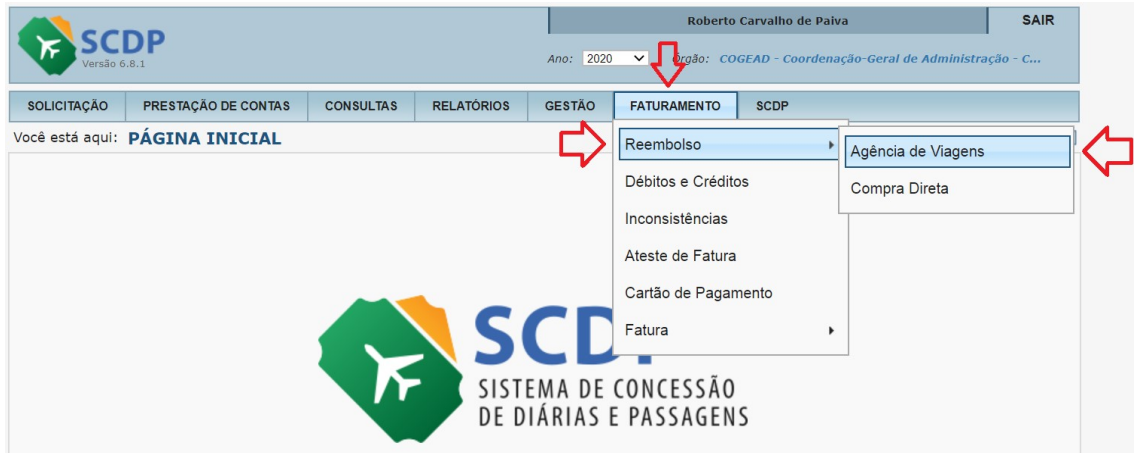 Roberto Carvalho de Paiva SAIR
SCDP
Versão 6.8.1
Ano: 2020 Órgão: COGEAD - Coordenação-Geral de Administração - C...
SOLICITAÇÃO PRESTAÇÃO DE CONTAS CONSULTAS RELATÓRIOS GESTÃO FATURAMENTO SCDP
Você está aqui: PÁGINA INICIAL
Reembolso
Agência de Viagens
Débitos e Créditos
Compra Direta
Inconsistências
Ateste de Fatura
Cartão de Pagamento
Fatura
SCDP
SISTEMA DE CONCESSÃO
DE DIÁRIAS E PASSAGENS